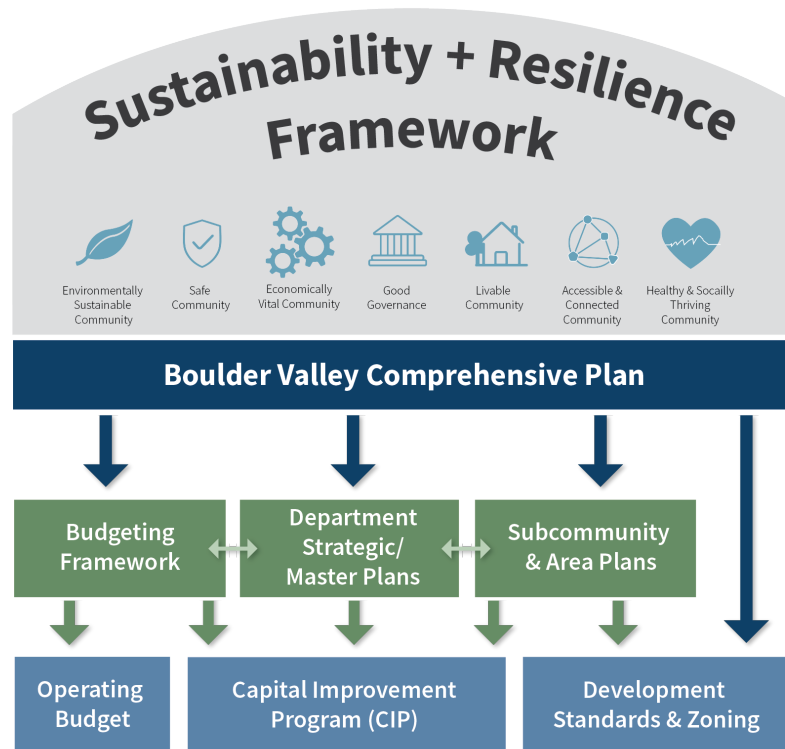 Sustainability + Resilience
Framework
Environmentally
Sustainable
Community
Safe
Community
Economically
Vital Community
Good
Governance
Livable
Community
Accessible &
Connected
Community
Healthy & Socailly
Thriving
Community
Boulder Valley Comprehensive Plan
Budgeting
Framework
Department
Strategic/
Master Plans
Subcommunity
& Area Plans
Operating
Budget
Capital Improvement
Program (CIP)
Development
Standards & Zoning